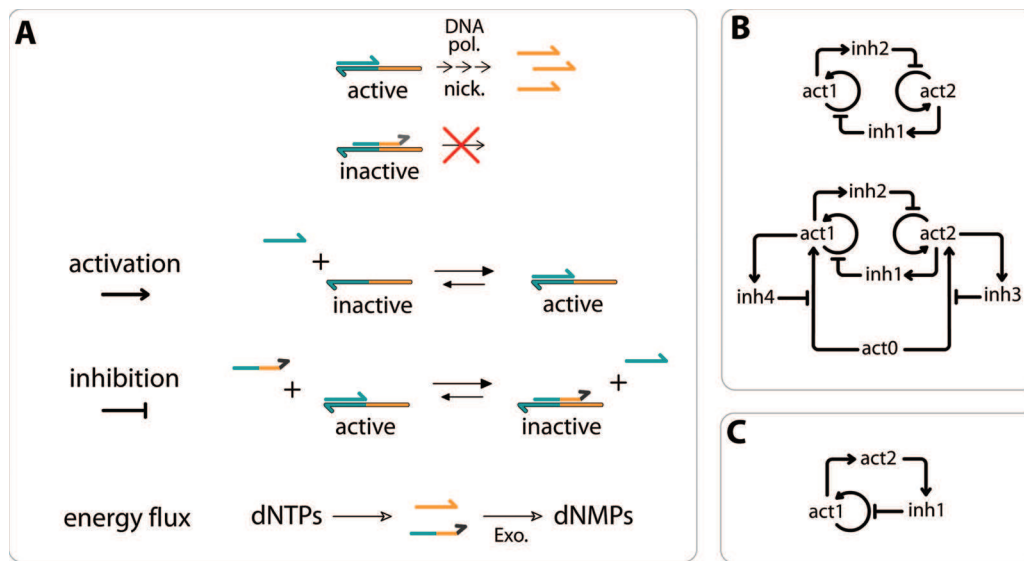 A
DNA
pol.
nick.
active
inactive
activation
+
inactive
active
inhibition
+
+
active
inactive
energy flux
dNTPs
dNMPs
Exo.
B
inh2
act1
act2
inh1
inh2
act1
act2
inh1
inh4
inh3
act0
C
act2
act1
inh1